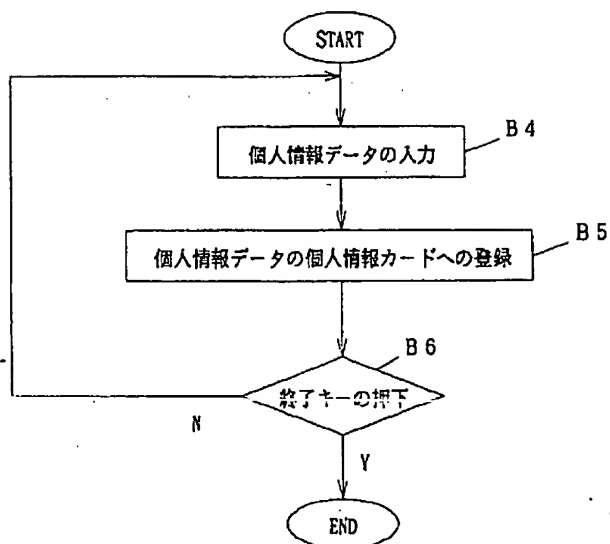 START
B4
個人情報データの入力
B5
個人情報データの個人情報カードへの登録
B6
終了キーの押下
N
Y
END